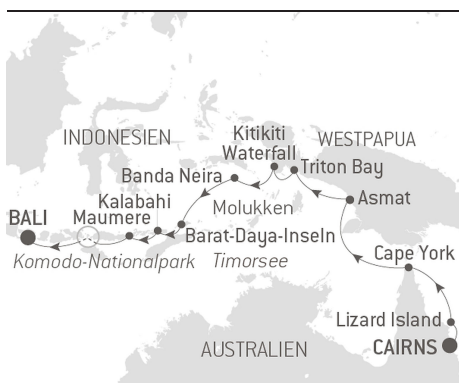 INDONESIEN
Kitikiti
Waterfall
WESTPAPUA
Triton Bay
Banda Neira
Asmat
Kalabahi
Molukken
BALI
Maumere
Barat-Daya-Inseln
Komodo-Nationalpark
Timorsee
Cape York
Lizard Island
AUSTRALIEN
CAIRNS